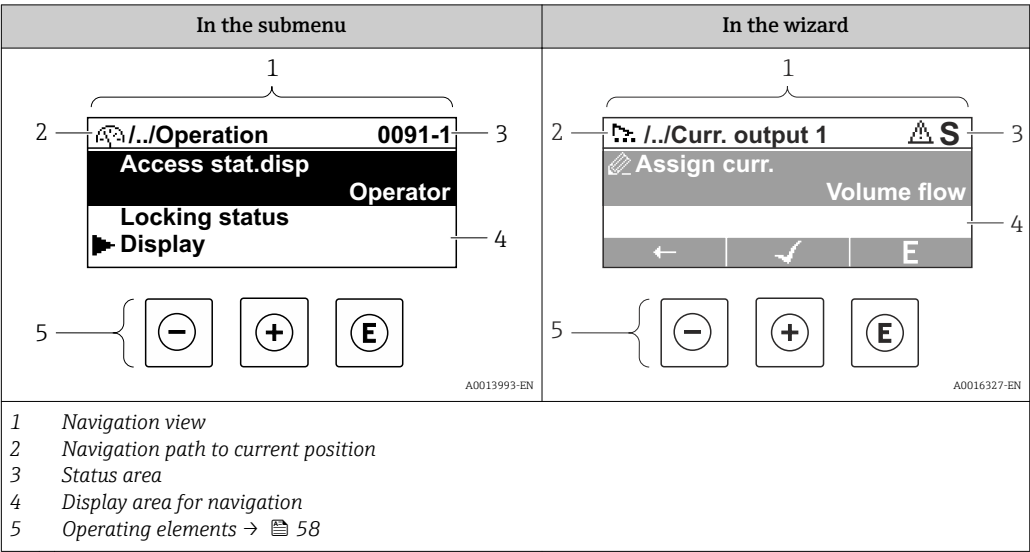 In the submenu
1
2
/../Operation 0091-1
3
Access stat.disp
Operator
Locking status
Display
4
5
E
A0013993-EN
In the wizard
1
2
/../Curr. output 1 S
3
Assign curr.
Volume flow
4
E
5
E
A0016327-EN
1 Navigation view
2 Navigation path to current position
3 Status area
4 Display area for navigation
5 Operating elements → 58